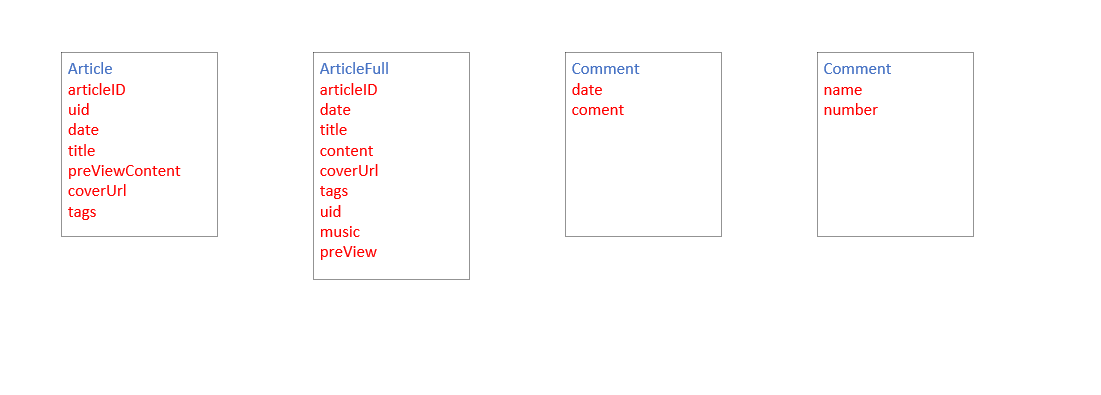 Article
articleID
uid
date
title
preViewContent
coverUrl
tags
ArticleFull
articleID
date
title
content
coverUrl
tags
uid
music
preView
Comment
date
coment
Comment
name
number